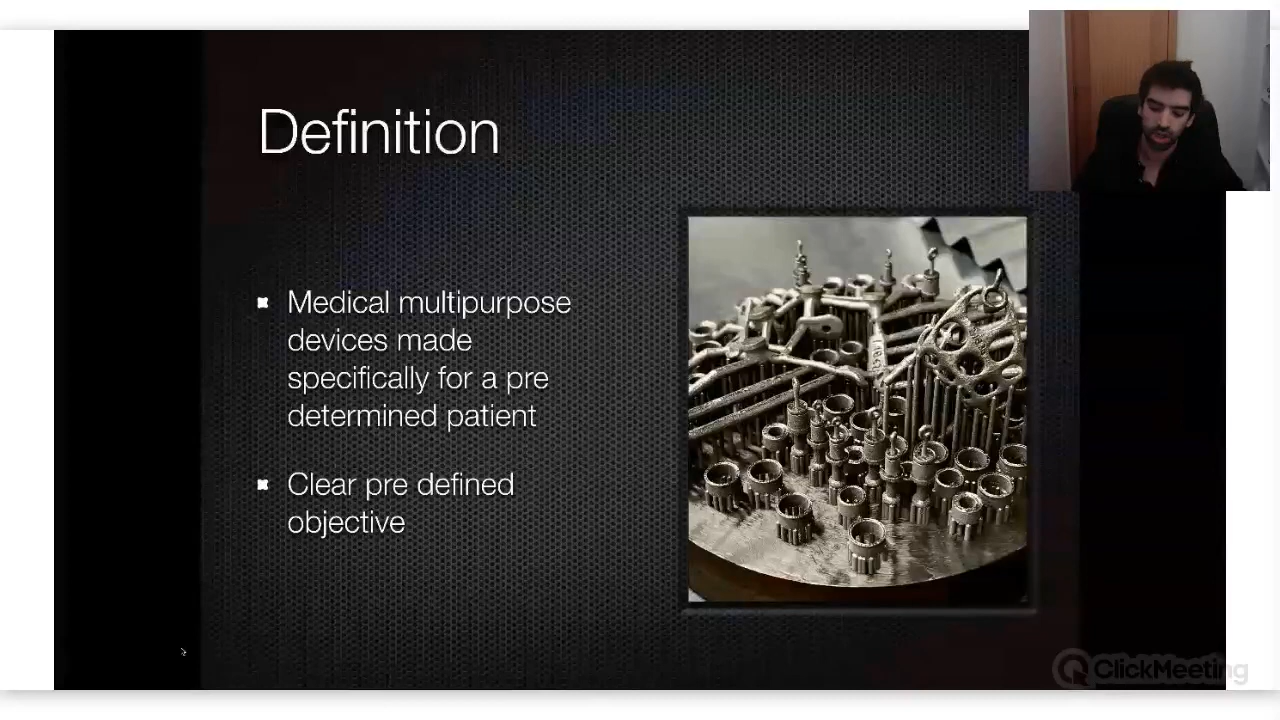 Definition
Medical multipurpose
devices made
specifically for a pre
determined patient
Clear pre defined
objective
ClickMeeting